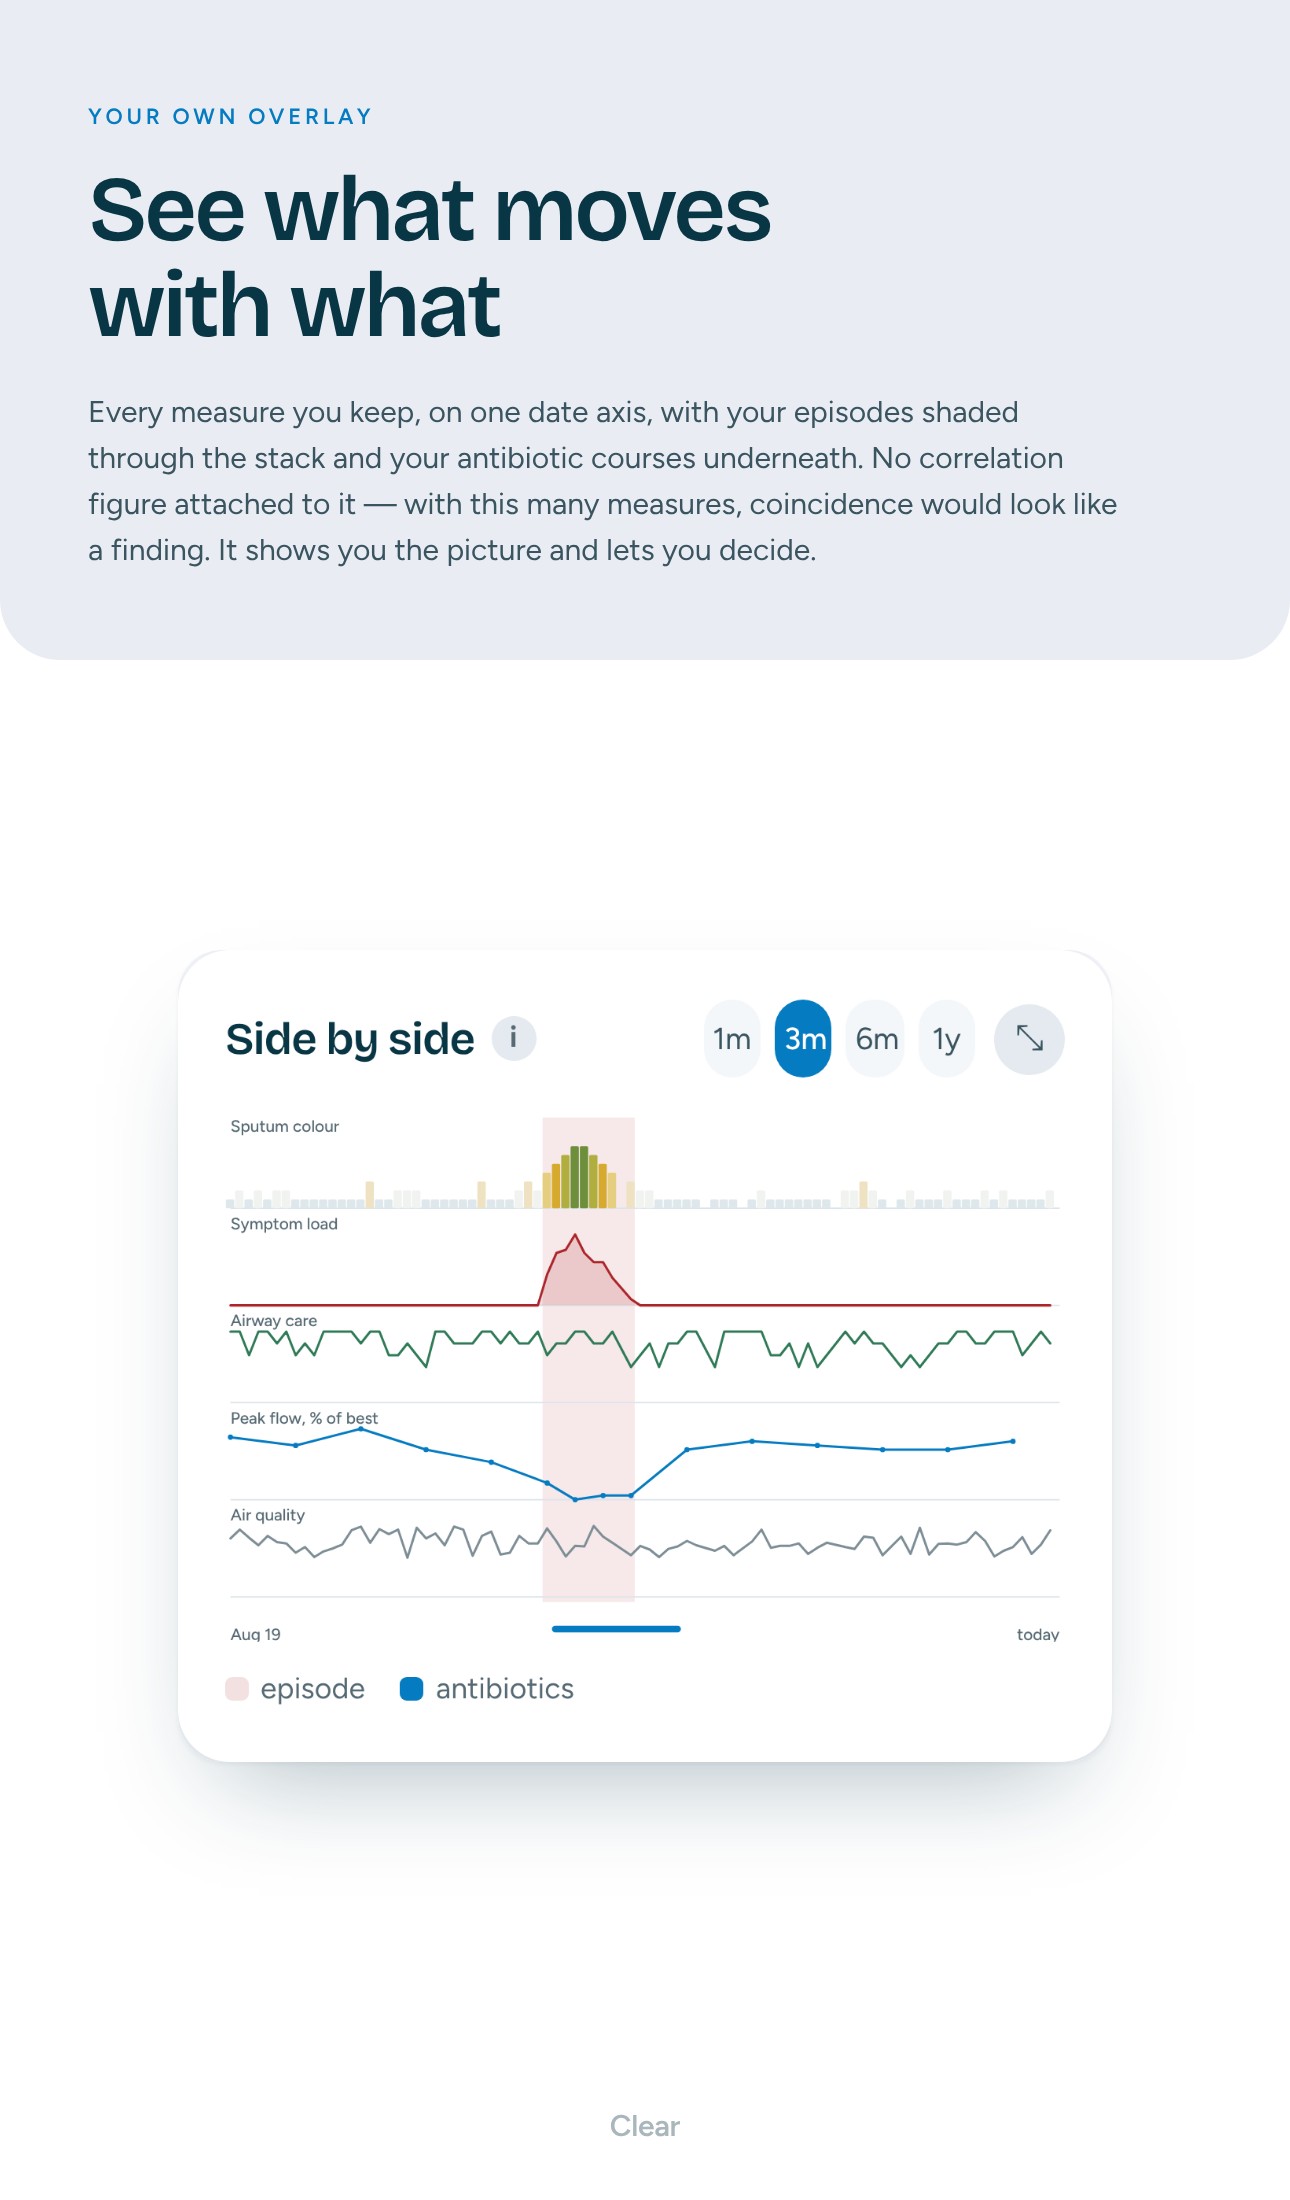 YOUR OWN OVERLAY
See what moves
with what
Every measure you keep, on one date axis, with your episodes shaded
through the stack and your antibiotic courses underneath. No correlation
figure attached to it — with this many measures, coincidence would look like
a finding. It shows you the picture and lets you decide.
Side by side i 1m 3m 6m 1y
Sputum colour
Symptom load
Airway care
Peak flow, % of best
Air quality
Aug 19 today
episode antibiotics
Clear